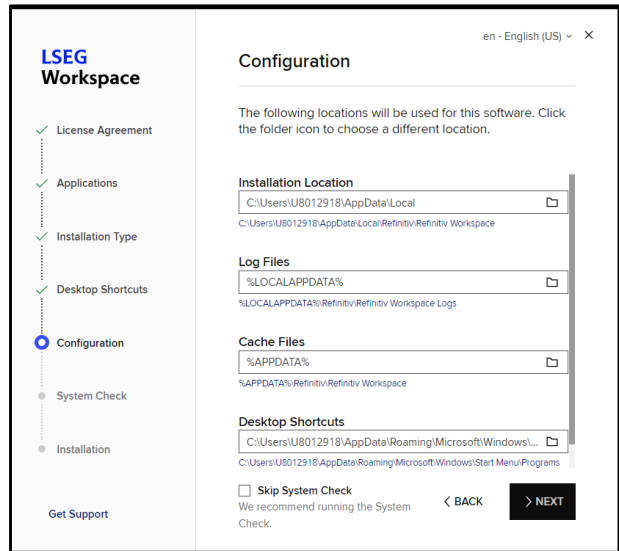 en - English (US)
LSEG
Workspace
License Agreement
Applications
Installation Type
Desktop Shortcuts
Configuration
System Check
Installation
Get Support
Configuration
The following locations will be used for this software. Click
the folder icon to choose a different location.
Installation Location
C:\Users\U8012918\AppData\Local
C:\Users\U8012918\AppData\Local\Refinitiv\Refinitiv Workspace
Log Files
%LOCALAPPDATA%
%LOCALAPPDATA%\Refinitiv\Refinitiv Workspace Logs
Cache Files
%APPDATA%
%APPDATA%\Refinitiv\Refinitiv Workspace
Desktop Shortcuts
C:\Users\U8012918\AppData\Roaming\Microsoft\Windows\...
C:\Users\U8012918\AppData\Roaming\Microsoft\Windows\Start Menu\Programs
Skip System Check
We recommend running the System
Check.
BACK
NEXT